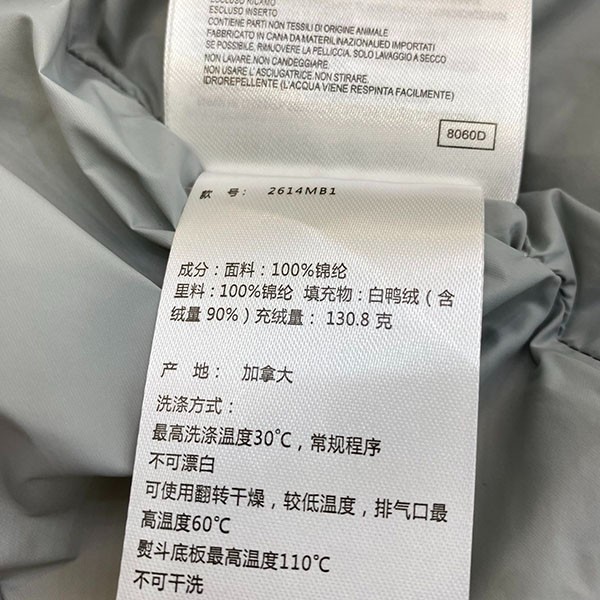 ESCLUSO RICAMO
ESCLUSO INSERTO
CONTIENE PARTI NON TESSILI DI ORIGINE ANIMALE
FABBRICATO IN CANA DA MATERILINAZIONALIED IMPORTATI
SE POSSIBILE, RIMUOVERE LA PELLICCIA. SOLO LAVAGGIO A SECCO
NON LAVARE.NON CANDEGGIARE.
NON USARE L'ASCIUGATRICE.NON STIRARE.
IDROREPELLENTE (L'ACQUA VIENE RESPINTA FACILMENTE)
8060D
款 号: 2614MB1
成分:面料:100%锦纶
里料:100%锦纶 填充物:白鸭绒(含
绒量 90%)充绒量: 130.8 克
产 地: 加拿大
洗涤方式:
最高洗涤温度30℃,常规程序
不可漂白
可使用翻转干燥,较低温度,排气口最
高温度60℃
熨斗底板最高温度110℃
不可干洗